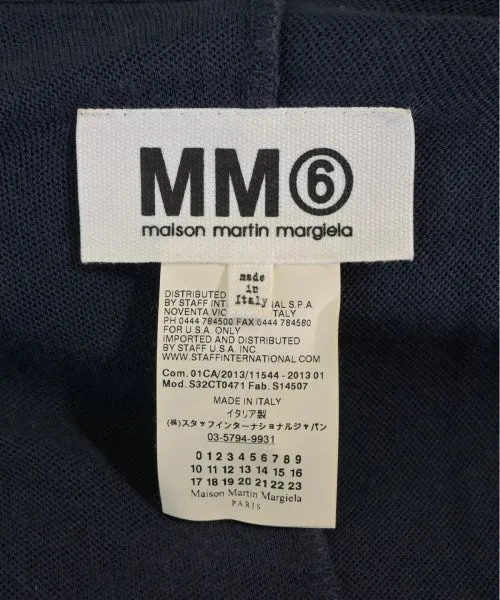 MM⑥
maison martin margiela
made
in
Italy
DISTRIBUTED
BY STAFF INTERNATIONAL S.P.A.
NOVENTA VIC ITALY
PH 0444 784500 FAX 0444 784580
FOR U.S.A. ONLY
IMPORTED AND DISTRIBUTED
BY STAFF U.S.A. INC.
WWW.STAFFINTERNATIONAL.COM
Com. 01CA/2013/11544 - 2013 01
Mod. S32CT0471 Fab. S14507
MADE IN ITALY
イタリア製
(株)スタッフインターナショナルジャパン
03-5794-9931
0 1 2 3 4 5 6 7 8 9
10 11 12 13 14 15 16
17 18 19 20 21 22 23
Maison Martin Margiela
PARIS